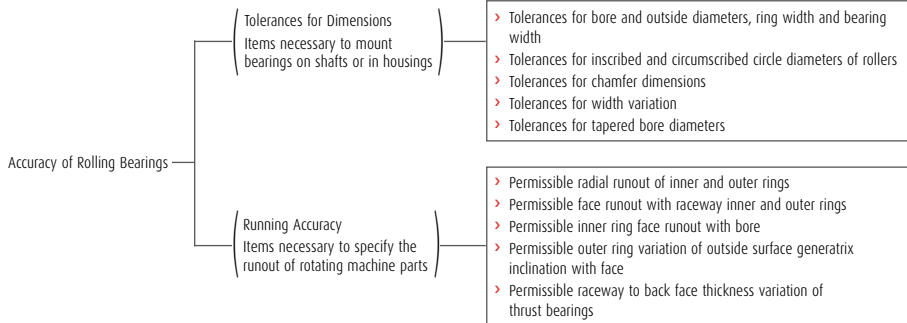 Accuracy of Rolling Bearings
Tolerances for Dimensions
Items necessary to mount
bearings on shafts or in housings
› Tolerances for bore and outside diameters, ring width and bearing
width
› Tolerances for inscribed and circumscribed circle diameters of rollers
› Tolerances for chamfer dimensions
› Tolerances for width variation
› Tolerances for tapered bore diameters
Running Accuracy
Items necessary to specify the
runout of rotating machine parts
› Permissible radial runout of inner and outer rings
› Permissible face runout with raceway inner and outer rings
› Permissible inner ring face runout with bore
› Permissible outer ring variation of outside surface generatrix
inclination with face
› Permissible raceway to back face thickness variation of
thrust bearings